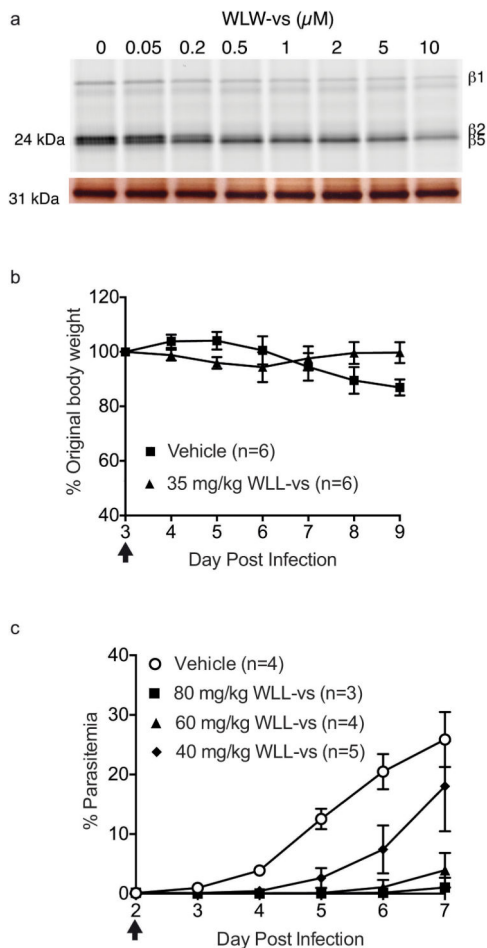 a
WLW-vs (µM)
0 0.05 0.2 0.5 1 2 5 10
β1
24 kDa
β2
β5
31 kDa
b
120
100
80
60
40
% Original body weight
Vehicle (n=6)
35 mg/kg WLL-vs (n=6)
3 4 5 6 7 8 9
Day Post Infection
c
40
30
20
10
0
% Parasitemia
Vehicle (n=4)
80 mg/kg WLL-vs (n=3)
60 mg/kg WLL-vs (n=4)
40 mg/kg WLL-vs (n=5)
2 3 4 5 6 7
Day Post Infection